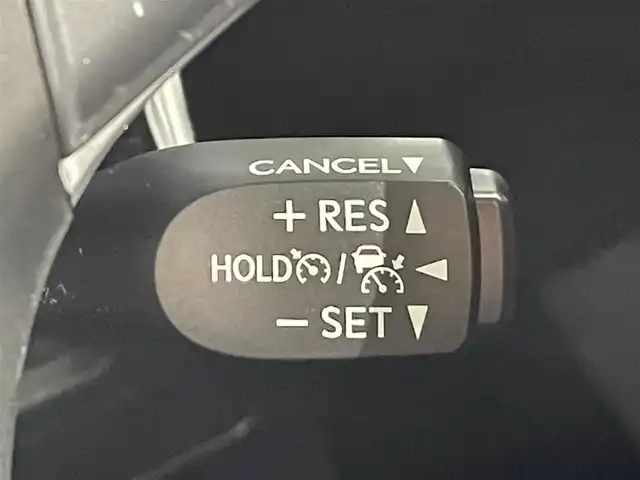 CANCEL▼
+ RES ▲
HOLD / ◀
− SET ▼